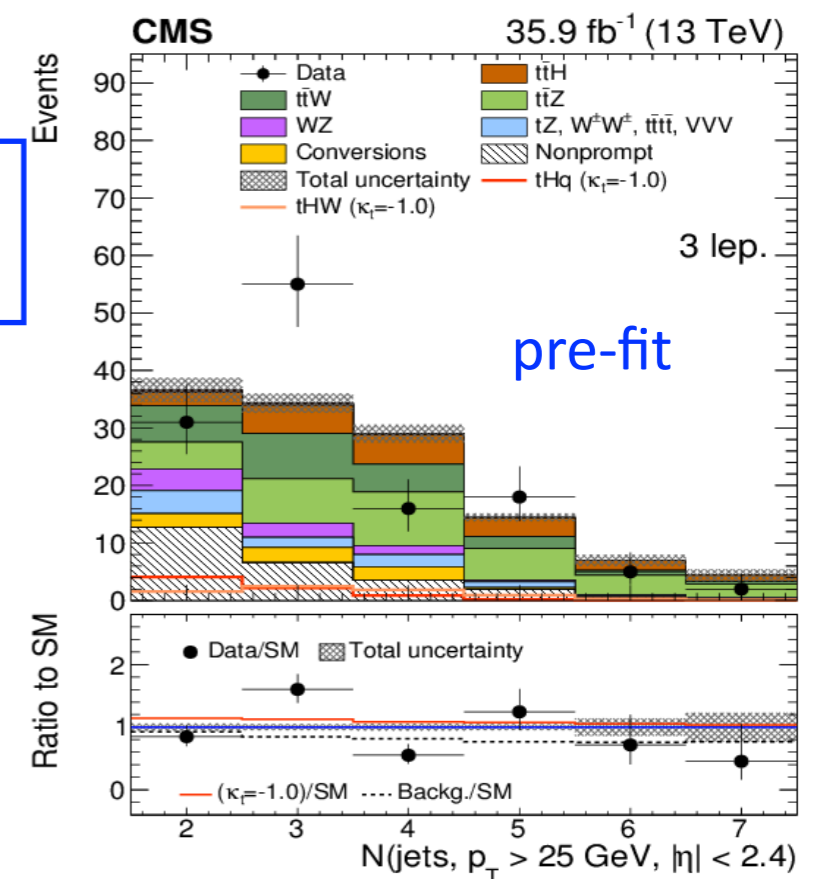 CMS 35.9 fb⁻¹ (13 TeV)
Events
90
80
70
60
50
40
30
20
10
0
Data
tt̄H
tt̄W
tt̄Z
WZ
tZ, W±W±, tt̄tt̄, VVV
Conversions
Nonprompt
Total uncertainty
tHq (κt=-1.0)
tHW (κt=-1.0)
3 lep.
pre-fit
Ratio to SM
2
1
0
Data/SM Total uncertainty
(κt=-1.0)/SM Backg./SM
2 3 4 5 6 7
N(jets, pT > 25 GeV, |η| < 2.4)